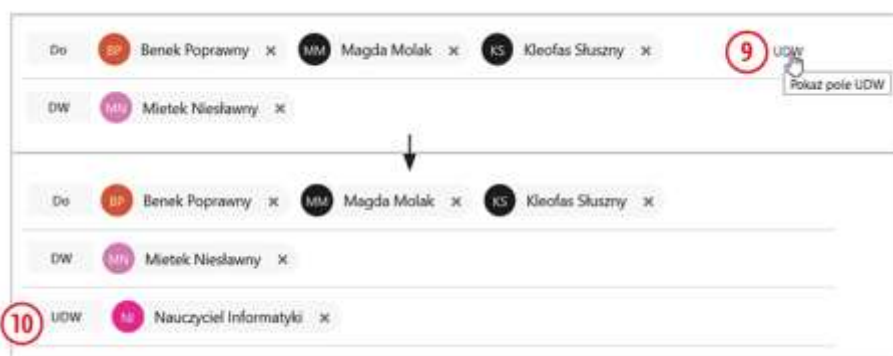 Do BP Benek Poprawny × MM Magda Molak × KS Kleofas Słuszny × 9 UDW
Pokaż pole UDW
DW MN Mietek Niesławny ×
Do BP Benek Poprawny × MM Magda Molak × KS Kleofas Słuszny ×
DW MN Mietek Niesławny ×
10 UDW NI Nauczyciel Informatyki ×